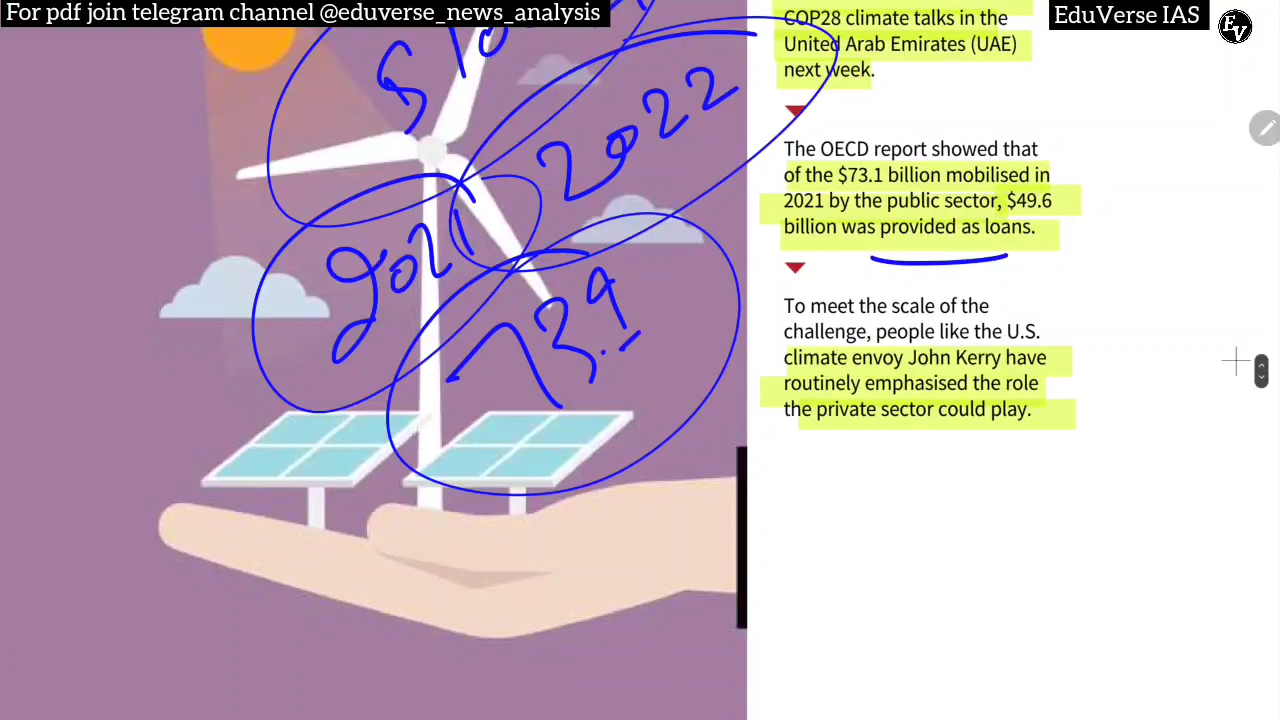 For pdf join telegram channel @eduverse_news_analysis
EduVerse IAS
EV
COP28 climate talks in the
United Arab Emirates (UAE)
next week.
The OECD report showed that
of the $73.1 billion mobilised in
2021 by the public sector, $49.6
billion was provided as loans.
To meet the scale of the
challenge, people like the U.S.
climate envoy John Kerry have
routinely emphasised the role
the private sector could play.
2022
2021
73.1